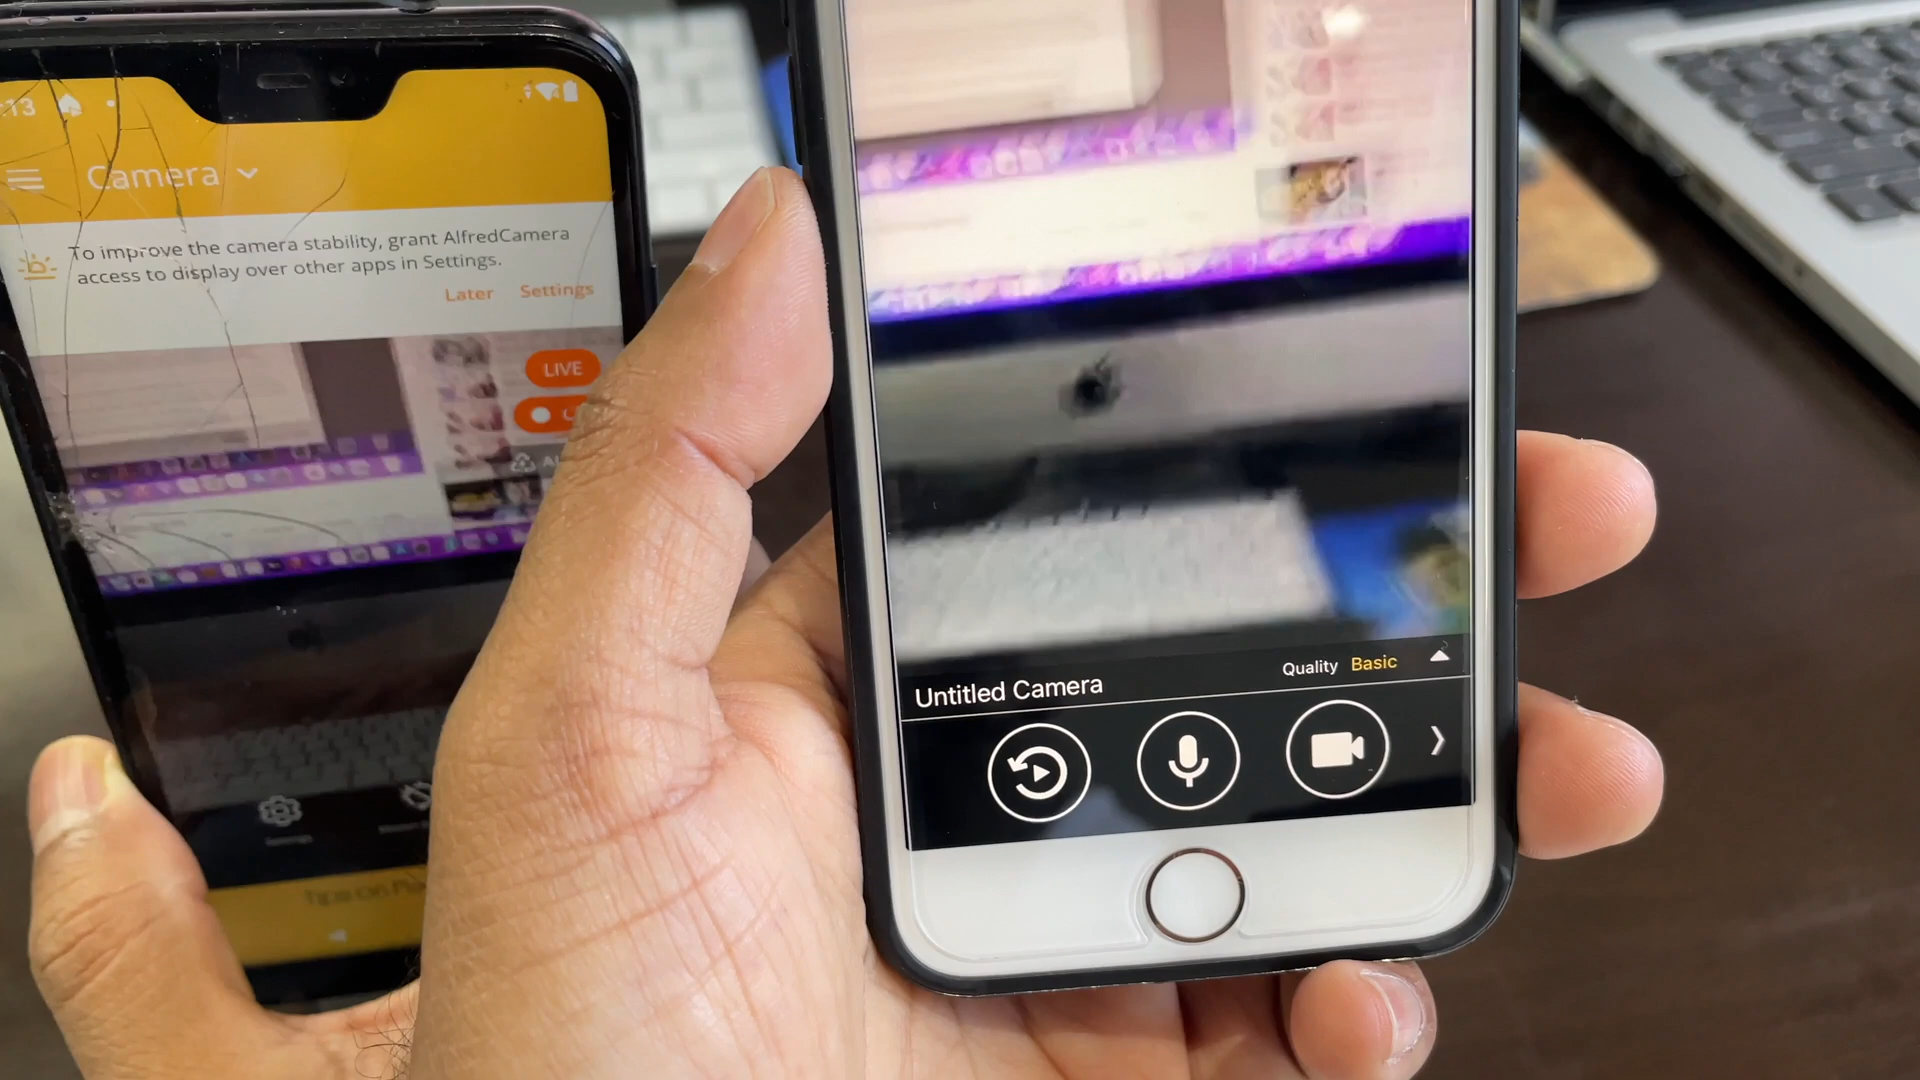 :13
Camera
To improve the camera stability, grant AlfredCamera
access to display over other apps in Settings.
Later Settings
LIVE
Quality Basic
Untitled Camera